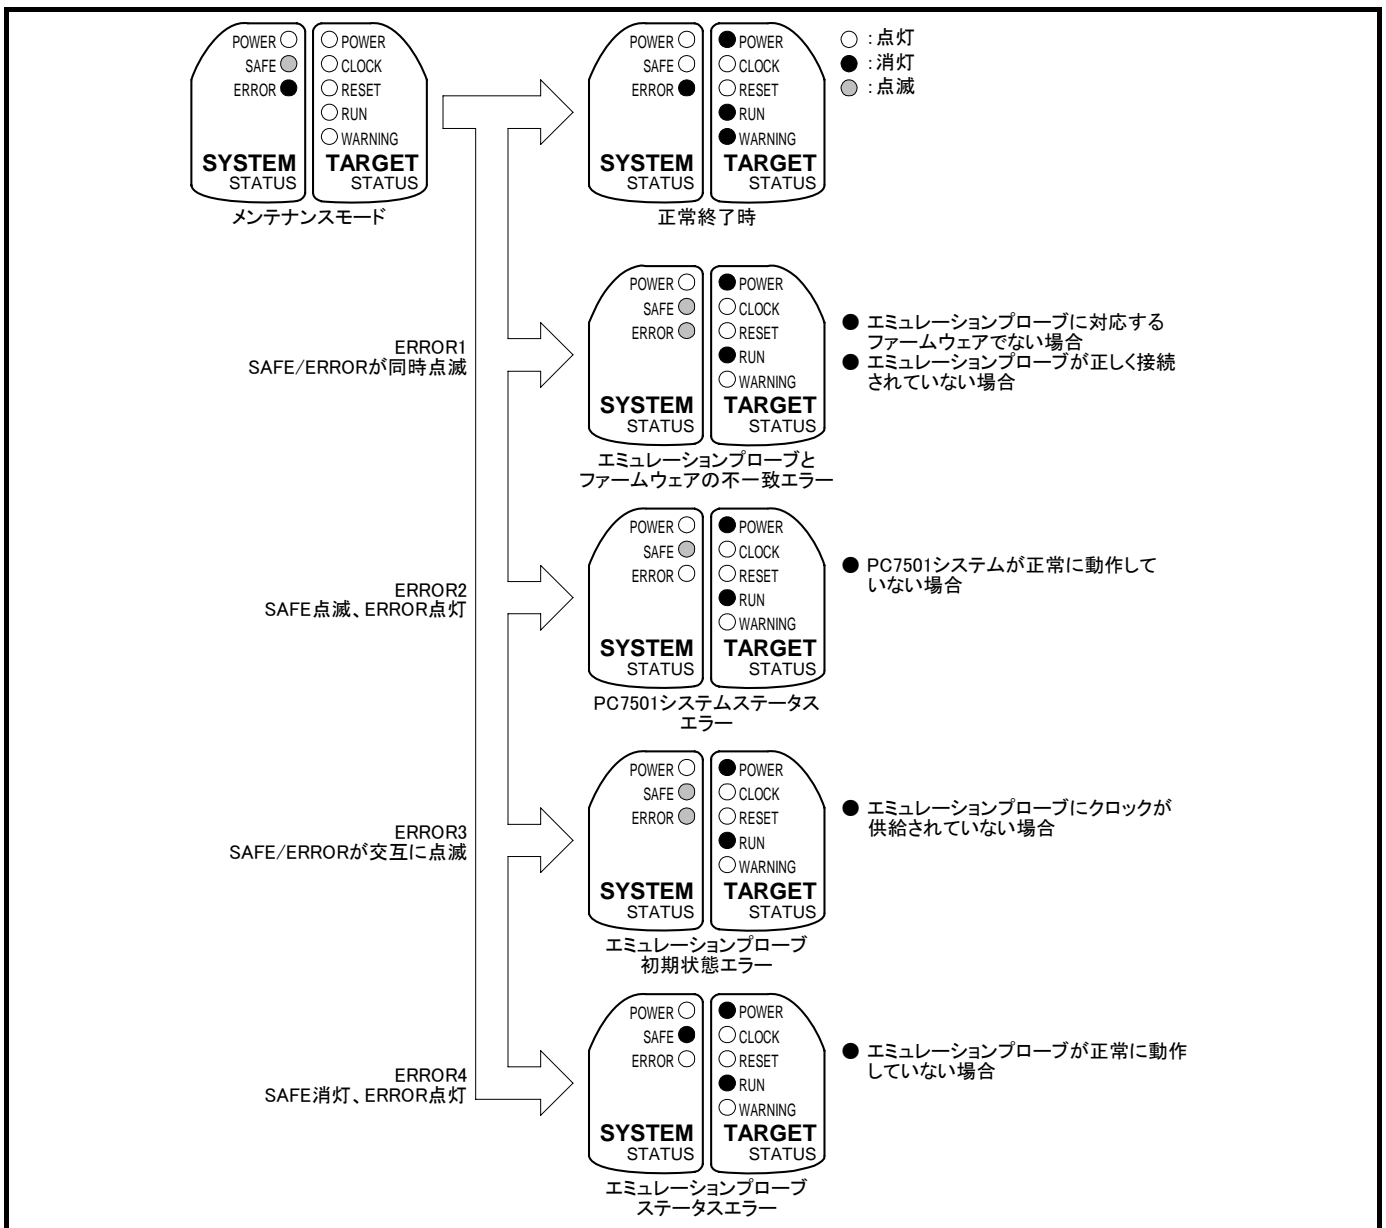 POWER
SAFE
ERROR
SYSTEM
STATUS
POWER
CLOCK
RESET
RUN
WARNING
TARGET
STATUS
メンテナンスモード
POWER
SAFE
ERROR
SYSTEM
STATUS
POWER
CLOCK
RESET
RUN
WARNING
TARGET
STATUS
正常終了時
○ :点灯
● :消灯
:点滅
ERROR1
SAFE/ERRORが同時点滅
POWER
SAFE
ERROR
SYSTEM
STATUS
POWER
CLOCK
RESET
RUN
WARNING
TARGET
STATUS
エミュレーションプローブと
ファームウェアの不一致エラー
● エミュレーションプローブに対応する
ファームウェアでない場合
● エミュレーションプローブが正しく接続
されていない場合
ERROR2
SAFE点滅、ERROR点灯
POWER
SAFE
ERROR
SYSTEM
STATUS
POWER
CLOCK
RESET
RUN
WARNING
TARGET
STATUS
PC7501システムステータス
エラー
● PC7501システムが正常に動作して
いない場合
ERROR3
SAFE/ERRORが交互に点滅
POWER
SAFE
ERROR
SYSTEM
STATUS
POWER
CLOCK
RESET
RUN
WARNING
TARGET
STATUS
エミュレーションプローブ
初期状態エラー
● エミュレーションプローブにクロックが
供給されていない場合
ERROR4
SAFE消灯、ERROR点灯
POWER
SAFE
ERROR
SYSTEM
STATUS
POWER
CLOCK
RESET
RUN
WARNING
TARGET
STATUS
エミュレーションプローブ
ステータスエラー
● エミュレーションプローブが正常に動作
していない場合